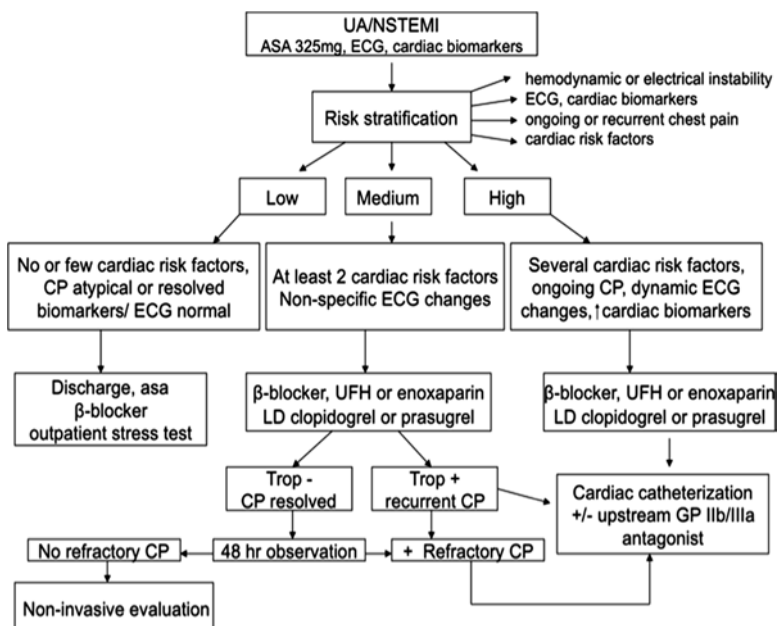 UA/NSTEMI
ASA 325mg, ECG, cardiac biomarkers
Risk stratification
hemodynamic or electrical instability
ECG, cardiac biomarkers
ongoing or recurrent chest pain
cardiac risk factors
Low
Medium
High
No or few cardiac risk factors,
CP atypical or resolved
biomarkers/ ECG normal
At least 2 cardiac risk factors
Non-specific ECG changes
Several cardiac risk factors,
ongoing CP, dynamic ECG
changes,↑cardiac biomarkers
Discharge, asa
β-blocker
outpatient stress test
β-blocker, UFH or enoxaparin
LD clopidogrel or prasugrel
β-blocker, UFH or enoxaparin
LD clopidogrel or prasugrel
Trop -
CP resolved
Trop +
recurrent CP
Cardiac catheterization
+/- upstream GP IIb/IIIa
antagonist
No refractory CP
48 hr observation
+ Refractory CP
Non-invasive evaluation